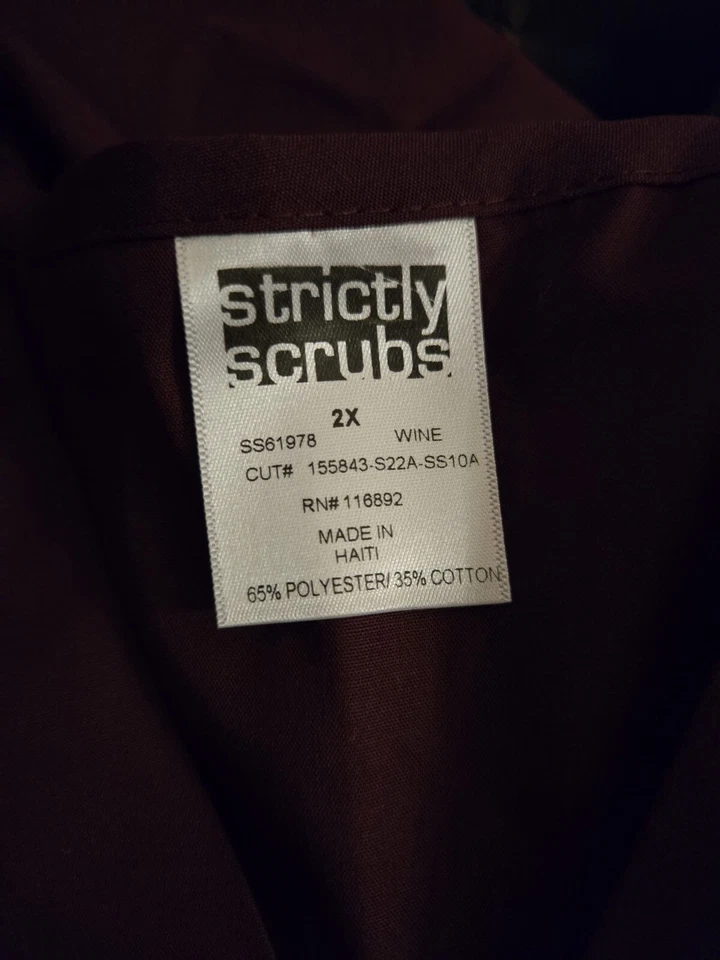 strictly
scrubs
2X
SS61978 WINE
CUT# 155843-S22A-SS10A
RN# 116892
MADE IN
HAITI
65% POLYESTER/ 35% COTTON